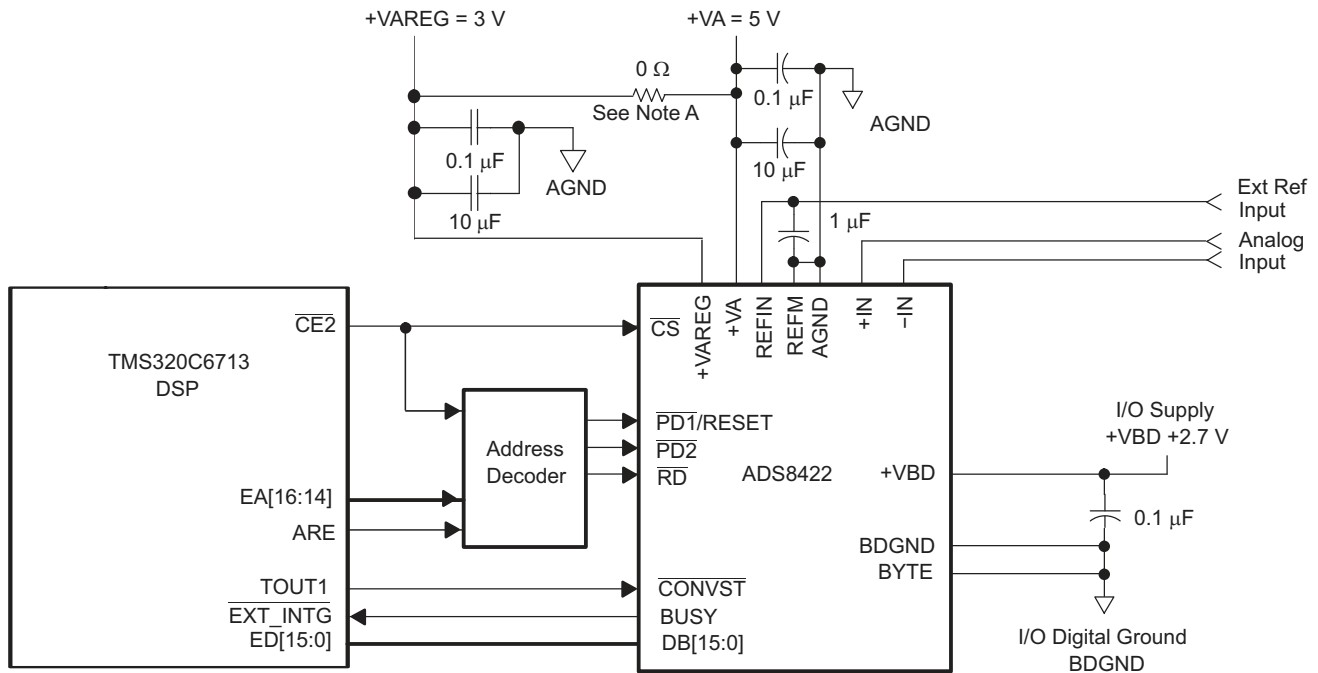 +VAREG = 3 V
+VA = 5 V
0 Ω
See Note A
0.1 μF
AGND
0.1 μF
AGND
10 μF
10 μF
1 μF
Ext Ref
Input
Analog
Input
TMS320C6713
DSP
CE2
EA[16:14]
ARE
TOUT1
EXT_INTG
ED[15:0]
Address
Decoder
CS
+VAREG
+VA
REFIN
REFM
AGND
+IN
−IN
PD1/RESET
PD2
RD
ADS8422
CONVST
BUSY
DB[15:0]
+VBD
BDGND
BYTE
I/O Supply
+VBD +2.7 V
0.1 μF
I/O Digital Ground
BDGND